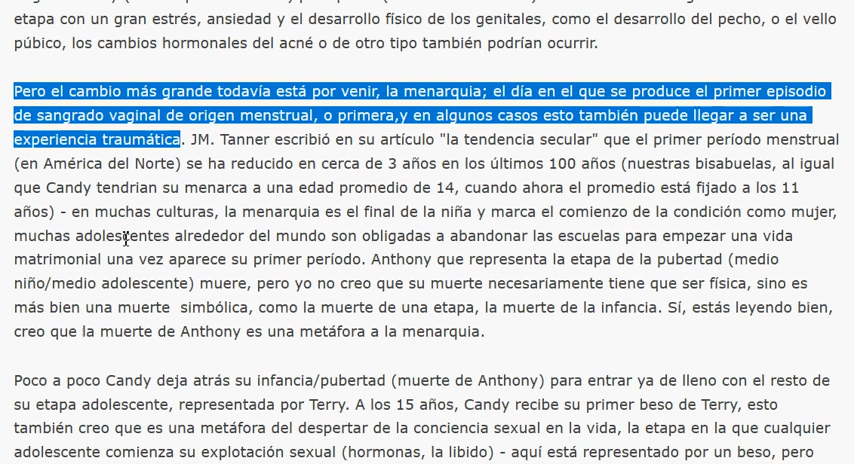 etapa con un gran estrés, ansiedad y el desarrollo físico de los genitales, como el desarrollo del pecho, o el vello
púbico, los cambios hormonales del acné o de otro tipo también podrían ocurrir.
Pero el cambio más grande todavía está por venir, la menarquia; el día en el que se produce el primer episodio
de sangrado vaginal de origen menstrual, o primera,y en algunos casos esto también puede llegar a ser una
experiencia traumática. JM. Tanner escribió en su artículo "la tendencia secular" que el primer período menstrual
(en América del Norte) se ha reducido en cerca de 3 años en los últimos 100 años (nuestras bisabuelas, al igual
que Candy tendrian su menarca a una edad promedio de 14, cuando ahora el promedio está fijado a los 11
años) - en muchas culturas, la menarquia es el final de la niña y marca el comienzo de la condición como mujer,
muchas adolescentes alrededor del mundo son obligadas a abandonar las escuelas para empezar una vida
matrimonial una vez aparece su primer período. Anthony que representa la etapa de la pubertad (medio
niño/medio adolescente) muere, pero yo no creo que su muerte necesariamente tiene que ser física, sino es
más bien una muerte simbólica, como la muerte de una etapa, la muerte de la infancia. Sí, estás leyendo bien,
creo que la muerte de Anthony es una metáfora a la menarquia.
Poco a poco Candy deja atrás su infancia/pubertad (muerte de Anthony) para entrar ya de lleno con el resto de
su etapa adolescente, representada por Terry. A los 15 años, Candy recibe su primer beso de Terry, esto
también creo que es una metáfora del despertar de la conciencia sexual en la vida, la etapa en la que cualquier
adolescente comienza su explotación sexual (hormonas, la libido) - aquí está representado por un beso, pero